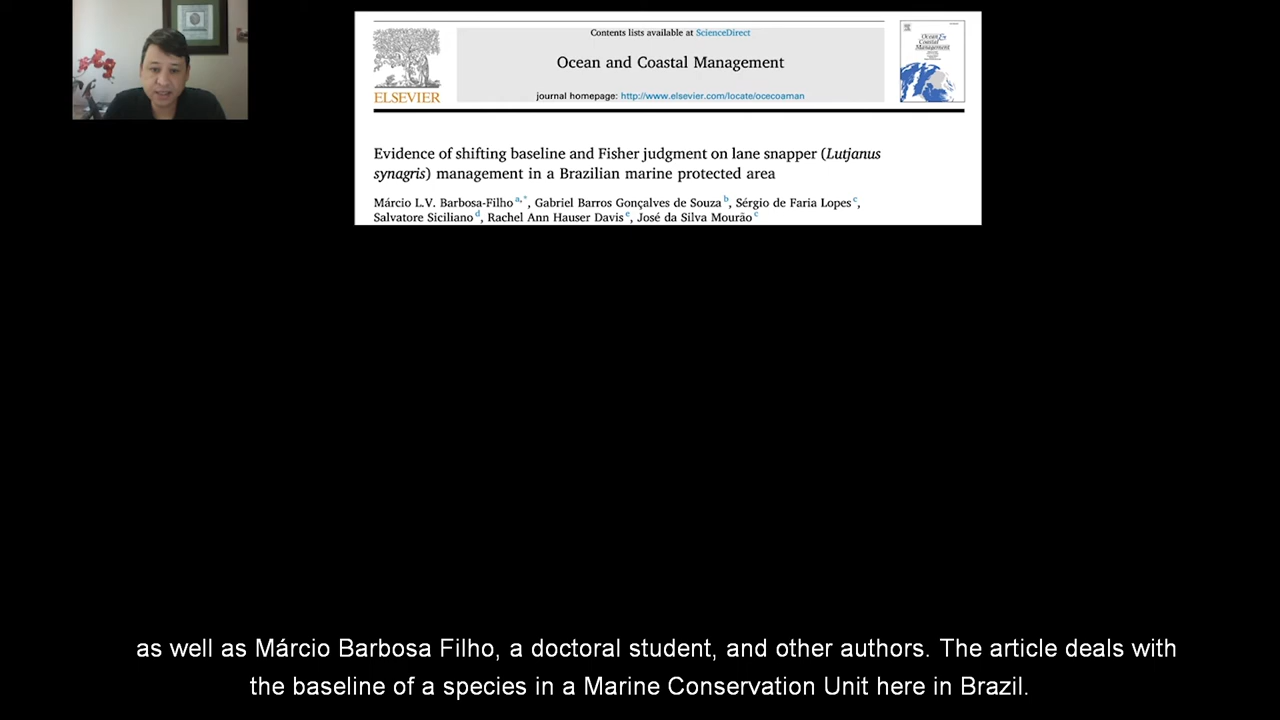 Contents lists available at ScienceDirect
Ocean and Coastal Management
journal homepage: http://www.elsevier.com/locate/ocecoaman
ELSEVIER
Ocean &
Coastal
Management
Evidence of shifting baseline and Fisher judgment on lane snapper (Lutjanus
synagris) management in a Brazilian marine protected area
Márcio L.V. Barbosa-Filho a,*, Gabriel Barros Gonçalves de Souza b, Sérgio de Faria Lopes c,
Salvatore Siciliano d, Rachel Ann Hauser Davis e, José da Silva Mourão c
as well as Márcio Barbosa Filho, a doctoral student, and other authors. The article deals with
the baseline of a species in a Marine Conservation Unit here in Brazil.